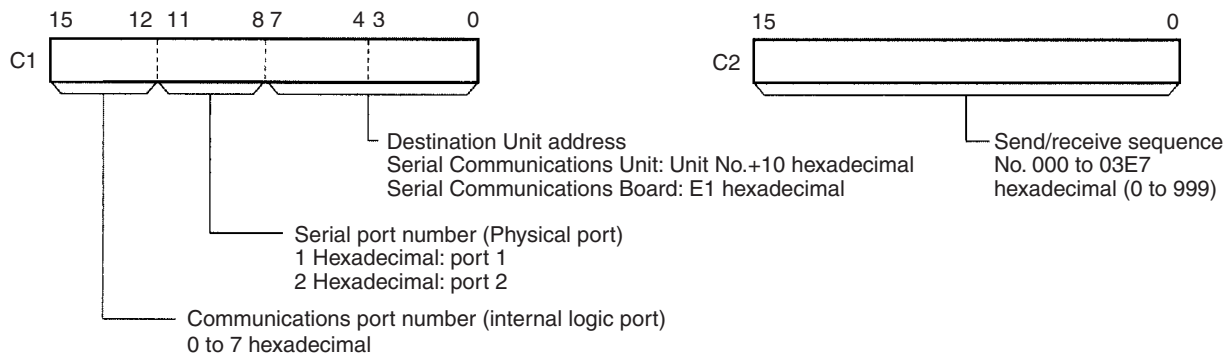 15 12 11 8 7 4 3 0
C1
Destination Unit address
Serial Communications Unit: Unit No.+10 hexadecimal
Serial Communications Board: E1 hexadecimal
Serial port number (Physical port)
1 Hexadecimal: port 1
2 Hexadecimal: port 2
Communications port number (internal logic port)
0 to 7 hexadecimal
15 0
C2
Send/receive sequence
No. 000 to 03E7
hexadecimal (0 to 999)